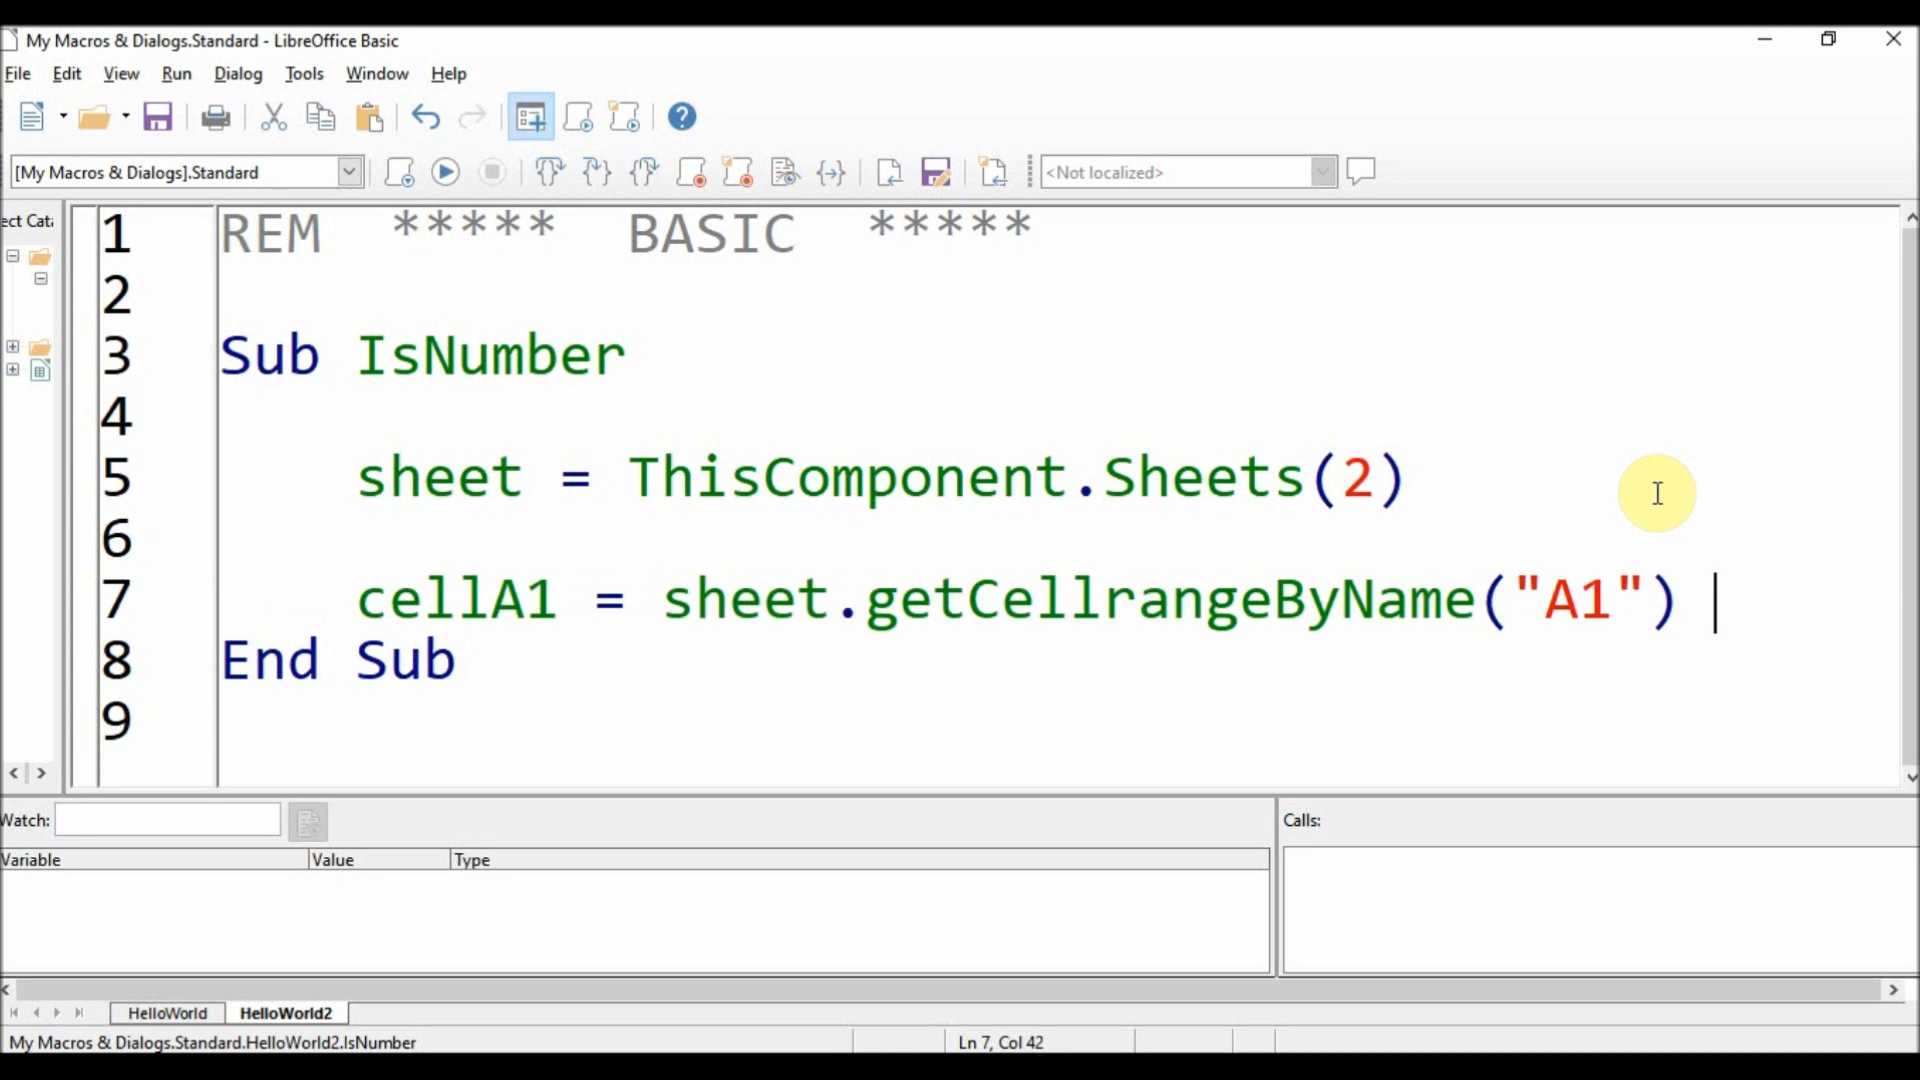 My Macros & Dialogs.Standard - LibreOffice Basic
File Edit View Run Dialog Tools Window Help
[My Macros & Dialogs].Standard <Not localized>
ect Cata
1 REM ***** BASIC *****
2
3 Sub IsNumber
4
5 sheet = ThisComponent.Sheets(2)
6
7 cellA1 = sheet.getCellrangeByName("A1")
8 End Sub
9
Watch: Calls:
Variable Value Type
HelloWorld HelloWorld2
My Macros & Dialogs.Standard.HelloWorld2.IsNumber Ln 7, Col 42